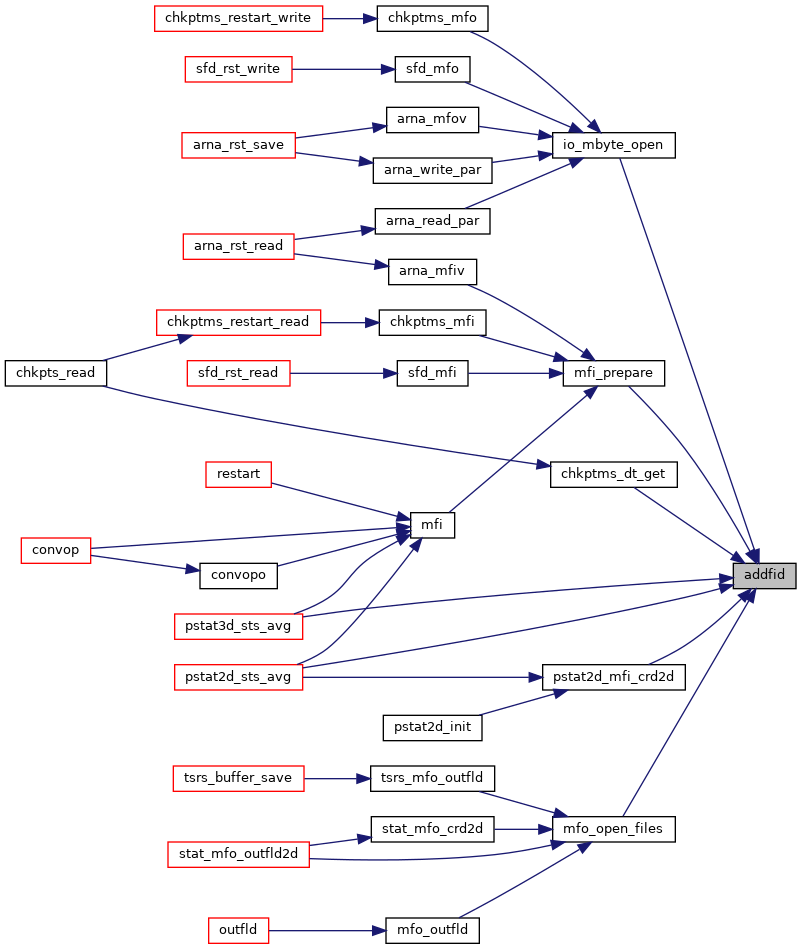 chkptms_restart_write
chkptms_mfo
sfd_rst_write
sfd_mfo
arna_mfov
arna_rst_save
io_mbyte_open
arna_write_par
arna_read_par
arna_rst_read
arna_mfiv
chkptms_restart_read
chkptms_mfi
chkpts_read
sfd_rst_read
sfd_mfi
mfi_prepare
restart
chkptms_dt_get
mfi
convop
convopo
addfid
pstat3d_sts_avg
pstat2d_sts_avg
pstat2d_mfi_crd2d
pstat2d_init
tsrs_buffer_save
tsrs_mfo_outfld
stat_mfo_crd2d
mfo_open_files
stat_mfo_outfld2d
outfld
mfo_outfld